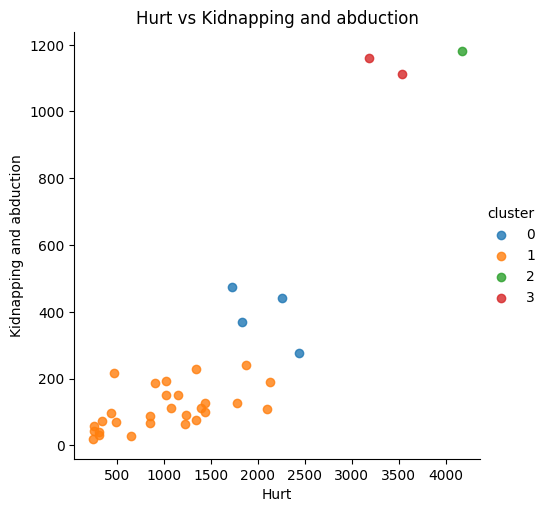 Hurt vs Kidnapping and abduction
1200
1000
800
600
400
200
0
Kidnapping and abduction
500 1000 1500 2000 2500 3000 3500 4000
Hurt
cluster
0
1
2
3